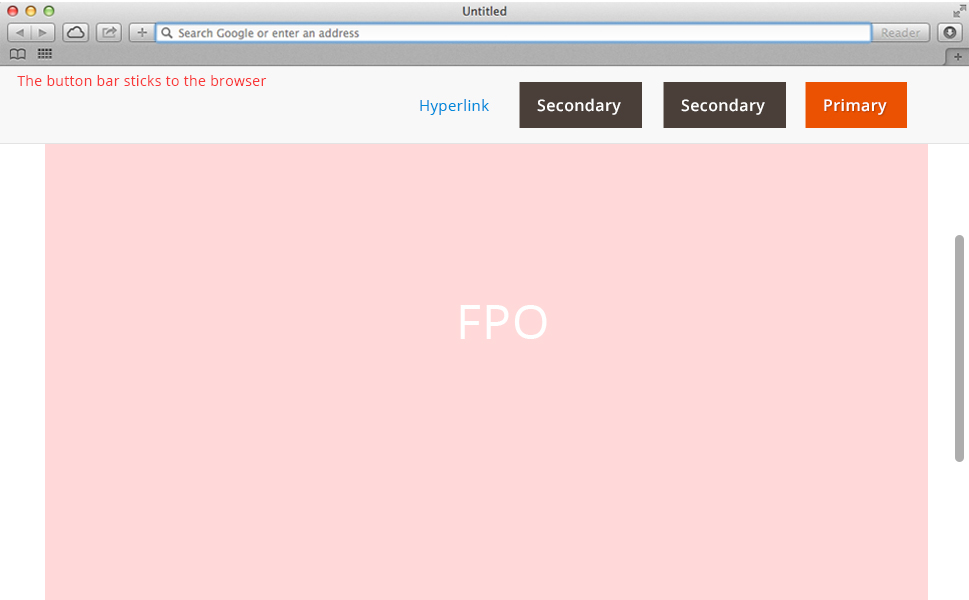 Untitled
Search Google or enter an address
Reader
The button bar sticks to the browser
Hyperlink
Secondary
Secondary
Primary
FPO